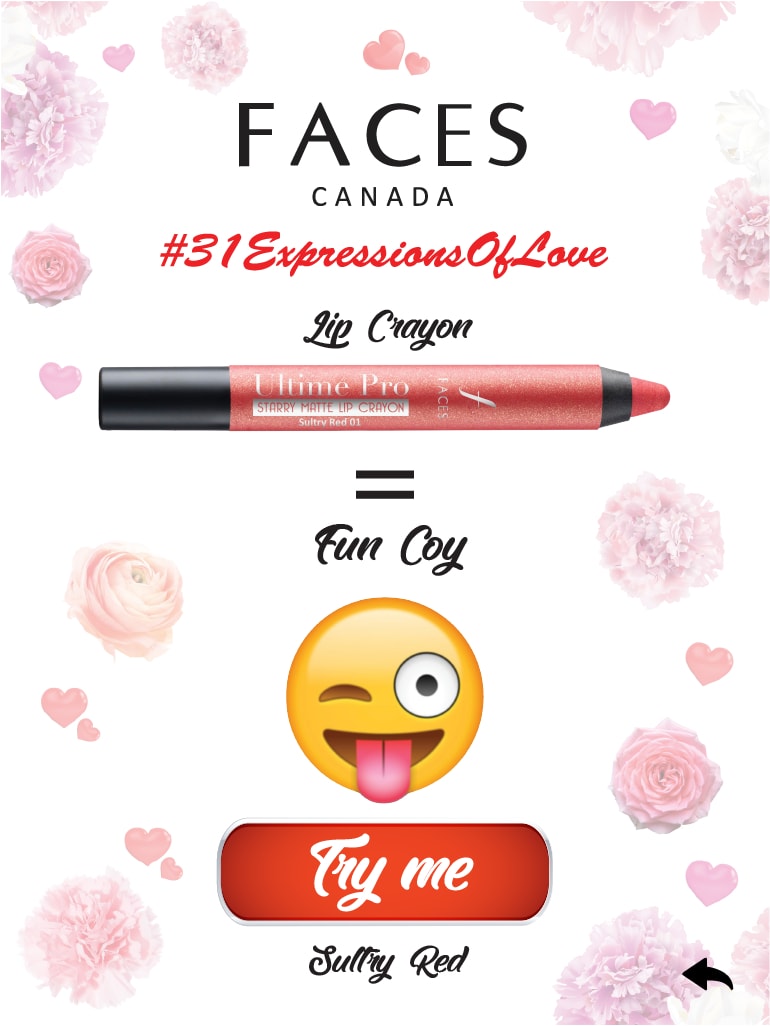 FACES
CANADA
#31ExpressionsOfLove
Lip Crayon
Ultime Pro
STARRY MATTE LIP CRAYON
Sultry Red 01
f
FACES
=
Fun Coy
Try me
Sultry Red